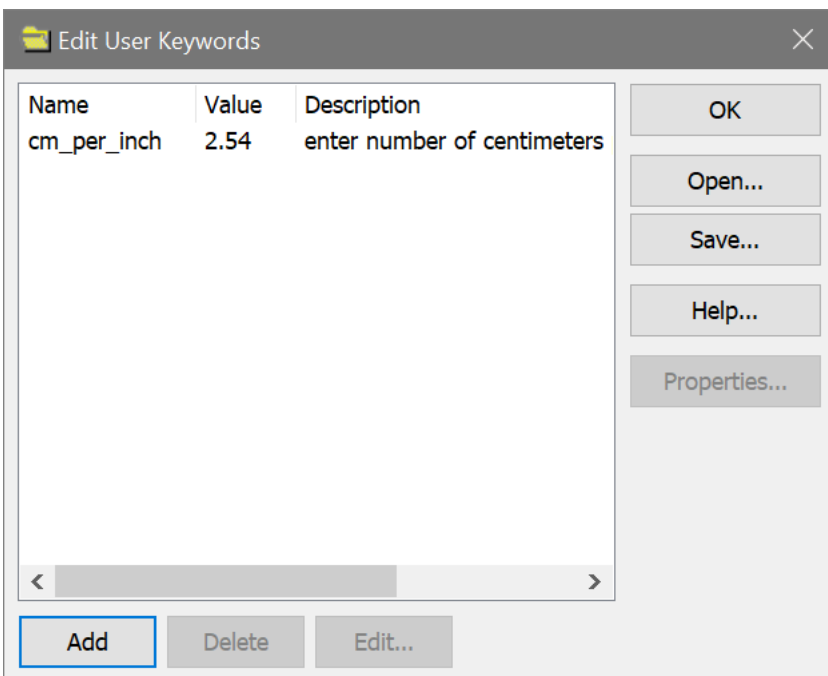 Edit User Keywords
Name Value Description
cm_per_inch 2.54 enter number of centimeters
OK
Open...
Save...
Help...
Properties...
Add Delete Edit...